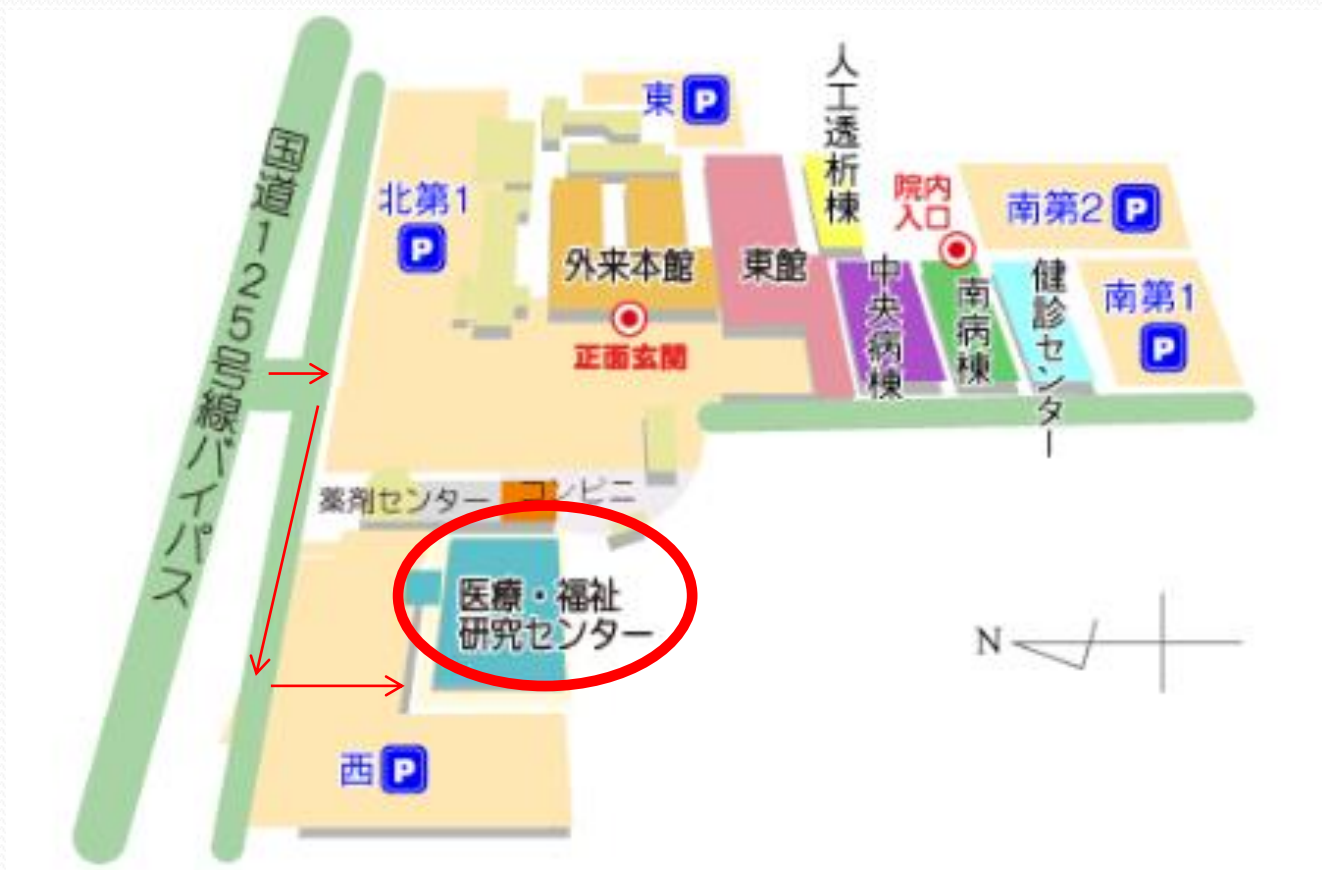 国道125号線バイパス
北第1
P
東 P
人工透析棟
院内
入口
南第2 P
外来本館
東館
中央病棟
南病棟
健診センター
南第1
P
正面玄関
薬剤センター
コンビニ
医療・福祉
研究センター
N
西 P